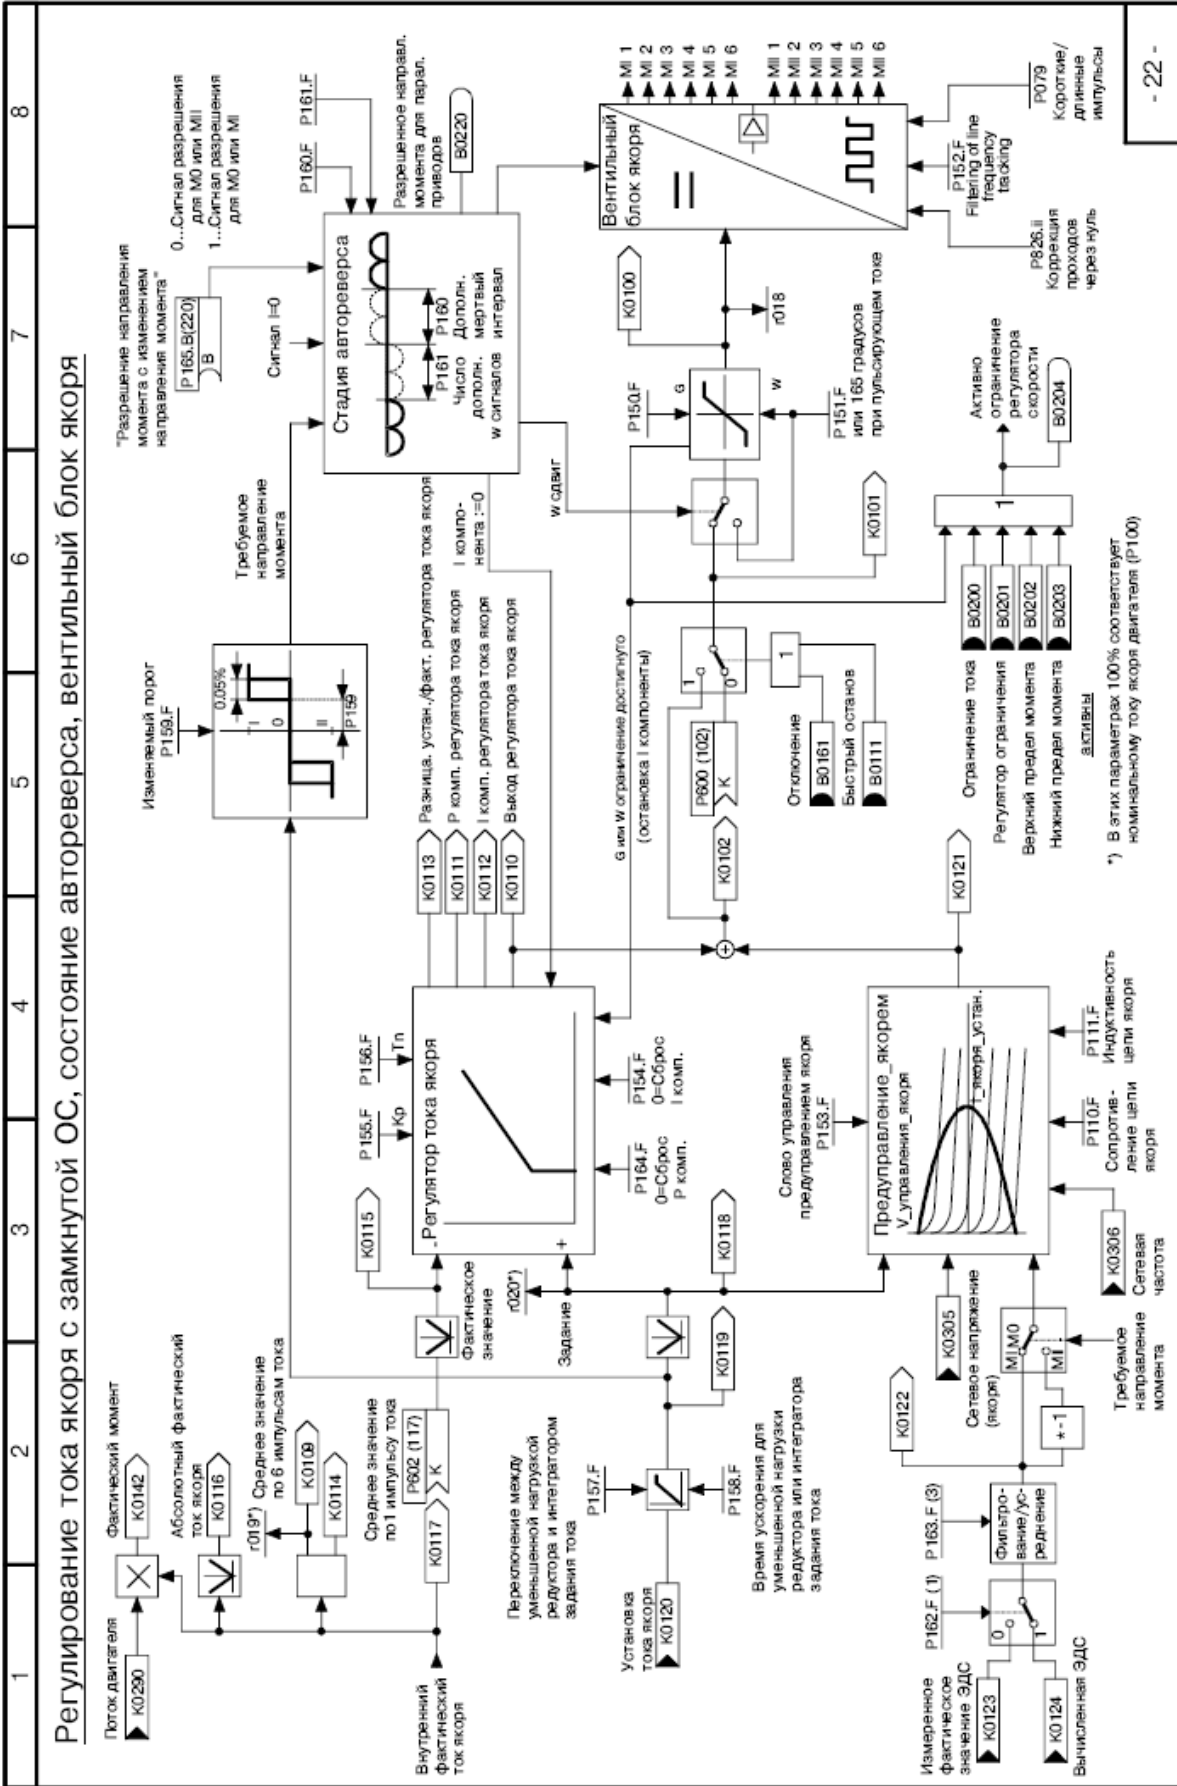 1
2
3
4
5
6
7
8
Регулирование тока якоря с замкнутой ОС, состояние автореверса, вентильный блок якоря
Поток двигателя
K0290
Фактический момент
K0142
Абсолютный фактический
ток якоря
K0116
r019*)
Среднее значение
по 6 импульсам тока
K0109
K0114
Внутренний
фактический
ток якоря
K0117
Среднее значение
по1 импульсу тока
P602 (117)
K
Фактическое
значение
K0115
P155.F
Kp
P156.F
Tn
-
Регулятор тока якоря
+
r020*)
Задание
P164.F
0=Сброс
Р комп.
P154.F
0=Сброс
I комп.
K0113
Разница. устан./факт. регулятора тока якоря
K0111
Р комп. регулятора тока якоря
K0112
I комп. регулятора тока якоря
K0110
Выход регулятора тока якоря
I компо-
нента :=0
Изменяемый порог
P159.F
0.05%
I
0
II
P159
Требуемое
направление
момента
"Разрешение направления
момента с изменением
направления момента"
P165.B(220)
B
0...Сигнал разрешения
для М0 или MII
1...Сигнал разрешения
для М0 или MI
Сигнал I=0
P160.F
P161.F
Стадия автореверса
P161
Число
дополн.
w сигналов
P160
Дополн.
мертвый
интервал
Разрешенное направл.
момента для парал.
приводов
B0220
Переключение между
уменьшенной нагрузкой
редуктора и интегратором
задания тока
P157.F
P158.F
Установка
тока якоря
K0120
Время ускорения для
уменьшенной нагрузки
редуктора или интегратора
задания тока
K0119
K0118
G или W ограничение достигнуто
(остановка I компоненты)
K0102
P600 (102)
K
1
0
Отключение
B0161
Быстрый останов
B0111
1
w сдвиг
K0101
P150.F
G
W
P151.F
или 165 градусов
при пульсирующем токе
r018
K0100
Вентильный
блок якоря
MI 1
MI 2
MI 3
MI 4
MI 5
MI 6
MII 1
MII 2
MII 3
MII 4
MII 5
MII 6
P826.ii
Коррекция
проходов
через нуль
P152.F
Filtering of line
frequency
tracking
P079
Короткие/
длинные
импульсы
Слово управления
предуправлением якоря
P153.F
Предуправление_якорем
V_управления_якоря
I_якоря_устан.
K0121
P110.F
Сопротив-
ление цепи
якоря
P111.F
Индуктивность
цепи якоря
K0306
Сетевая
частота
K0305
Сетевое напряжение
(якоря)
K0122
MI,M0
MII
Требуемое
направление
момента
*-1
P163.F (3)
Фильтро-
вание/ус-
реднение
P162.F (1)
0
1
Измеренное
фактическое
значение ЭДС
K0123
K0124
Вычисленная ЭДС
Ограничение тока
B0200
Регулятор ограничения
B0201
Верхний предел момента
B0202
Нижний предел момента
B0203
активны
1
Активно
ограничение
регулятора
скорости
B0204
*) В этих параметрах 100% соответствует
номинальному току якоря двигателя (P100)
- 22 -